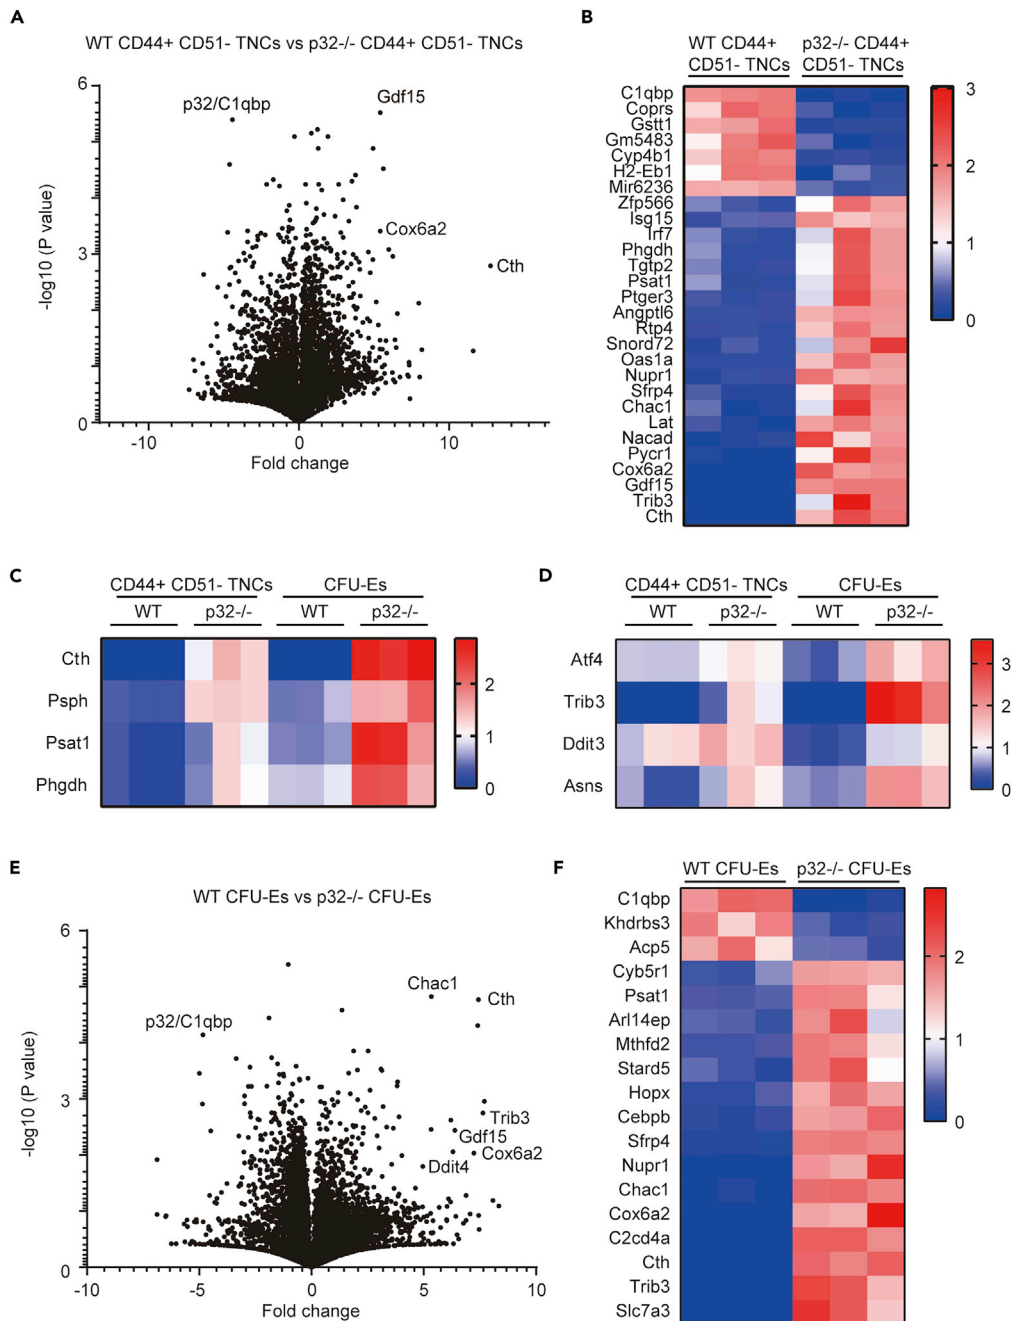 A
WT CD44+ CD51- TNCs vs p32-/- CD44+ CD51- TNCs
6
3
0
-log10 (P value)
p32/C1qbp
Gdf15
Cox6a2
Cth
-10
0
10
Fold change
B
WT CD44+ CD51- TNCs
p32-/- CD44+ CD51- TNCs
C1qbp
Coprs
Gstt1
Gm5483
Cyp4b1
H2-Eb1
Mir6236
Zfp566
Isg15
Irf7
Phgdh
Tgtp2
Psat1
Ptger3
Angptl6
Rtp4
Snord72
Oas1a
Nupr1
Sfrp4
Chac1
Lat
Nacad
Pycr1
Cox6a2
Gdf15
Trib3
Cth
3
2
1
0
C
CD44+ CD51- TNCs
CFU-Es
WT
p32-/-
WT
p32-/-
Cth
Psph
Psat1
Phgdh
2
1
0
D
CD44+ CD51- TNCs
CFU-Es
WT
p32-/-
WT
p32-/-
Atf4
Trib3
Ddit3
Asns
3
2
1
0
E
WT CFU-Es vs p32-/- CFU-Es
6
3
0
-log10 (P value)
p32/C1qbp
Chac1
Cth
Trib3
Gdf15
Cox6a2
Ddit4
-10
-5
0
5
10
Fold change
F
WT CFU-Es
p32-/- CFU-Es
C1qbp
Khdrbs3
Acp5
Cyb5r1
Psat1
Arl14ep
Mthfd2
Stard5
Hopx
Cebpb
Sfrp4
Nupr1
Chac1
Cox6a2
C2cd4a
Cth
Trib3
Slc7a3
2
1
0